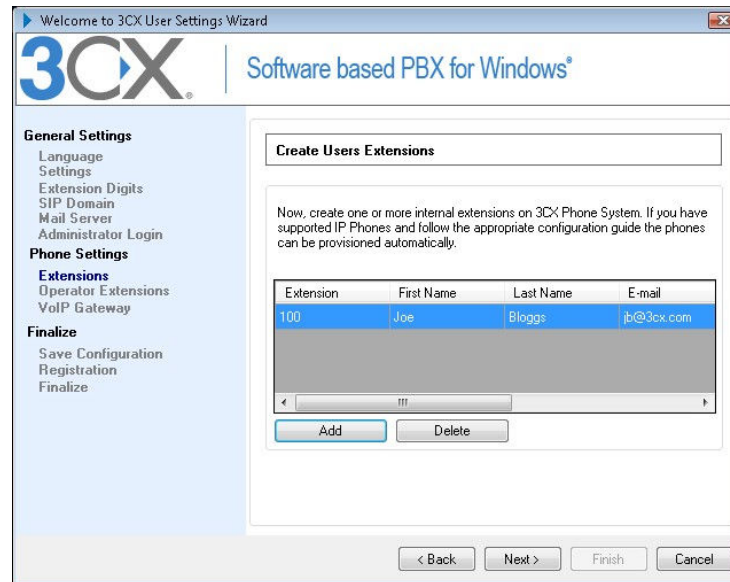 Welcome to 3CX User Settings Wizard
3CX®
Software based PBX for Windows®
General Settings
Language
Settings
Extension Digits
SIP Domain
Mail Server
Administrator Login
Phone Settings
Extensions
Operator Extensions
VoIP Gateway
Finalize
Save Configuration
Registration
Finalize
Create Users Extensions
Now, create one or more internal extensions on 3CX Phone System. If you have
supported IP Phones and follow the appropriate configuration guide the phones
can be provisioned automatically.
Extension First Name Last Name E-mail
100 Joe Bloggs jb@3cx.com
Add Delete
< Back Next > Finish Cancel